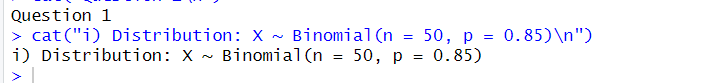 Question 1
> cat("i) Distribution: X ~ Binomial(n = 50, p = 0.85)\n")
i) Distribution: X ~ Binomial(n = 50, p = 0.85)
>